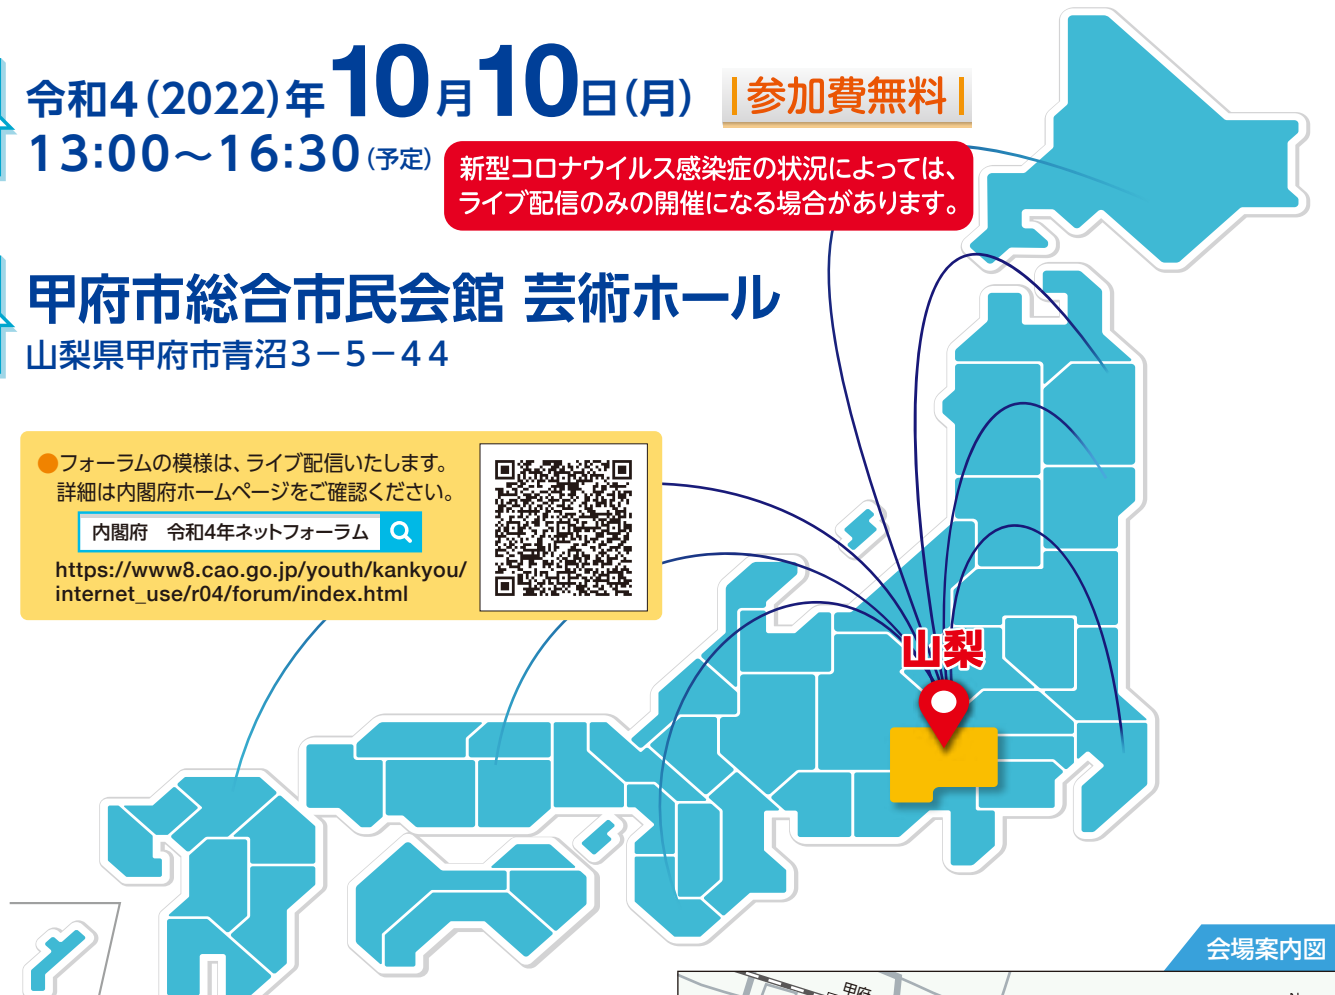 令和4(2022)年10月10日(月)
参加費無料
13:00～16:30(予定)
新型コロナウイルス感染症の状況によっては、
ライブ配信のみの開催になる場合があります。
甲府市総合市民会館 芸術ホール
山梨県甲府市青沼3－5－44
●フォーラムの模様は、ライブ配信いたします。
詳細は内閣府ホームページをご確認ください。
内閣府　令和4年ネットフォーラム
https://www8.cao.go.jp/youth/kankyou/
internet_use/r04/forum/index.html
山梨
会場案内図
甲府